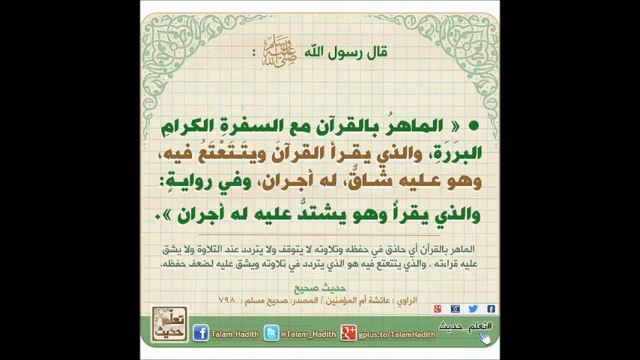 قال رسول الله ﷺ :
• « الماهرُ بالقرآن مع السفرةِ الكرامِ
البرَرَة، والذي يقرأ القرآنَ ويتَتَعْتَعُ فيه،
وهو عليه شاقٌّ، له أجران، وفي روايةٍ:
والذي يقرأُ وهو يشتدُّ عليه له أجران ».
الماهر بالقرآن أي حاذق في حفظه وتلاوته لا يتوقف ولا يتردد عند التلاوة ولا يشق
عليه قراءته . والذي يتتعتع فيه هو الذي يتردد في تلاوته ويشق عليه لضعف حفظه.
حديث صحيح
الراوي : عائشة أم المؤمنين / المصدر: صحيح مسلم : ٧٩٨
#تعلم_حديث
تعلم
حديث
Talam.Hadith
@Talam_Hadith
gplus.to/TalamHadith